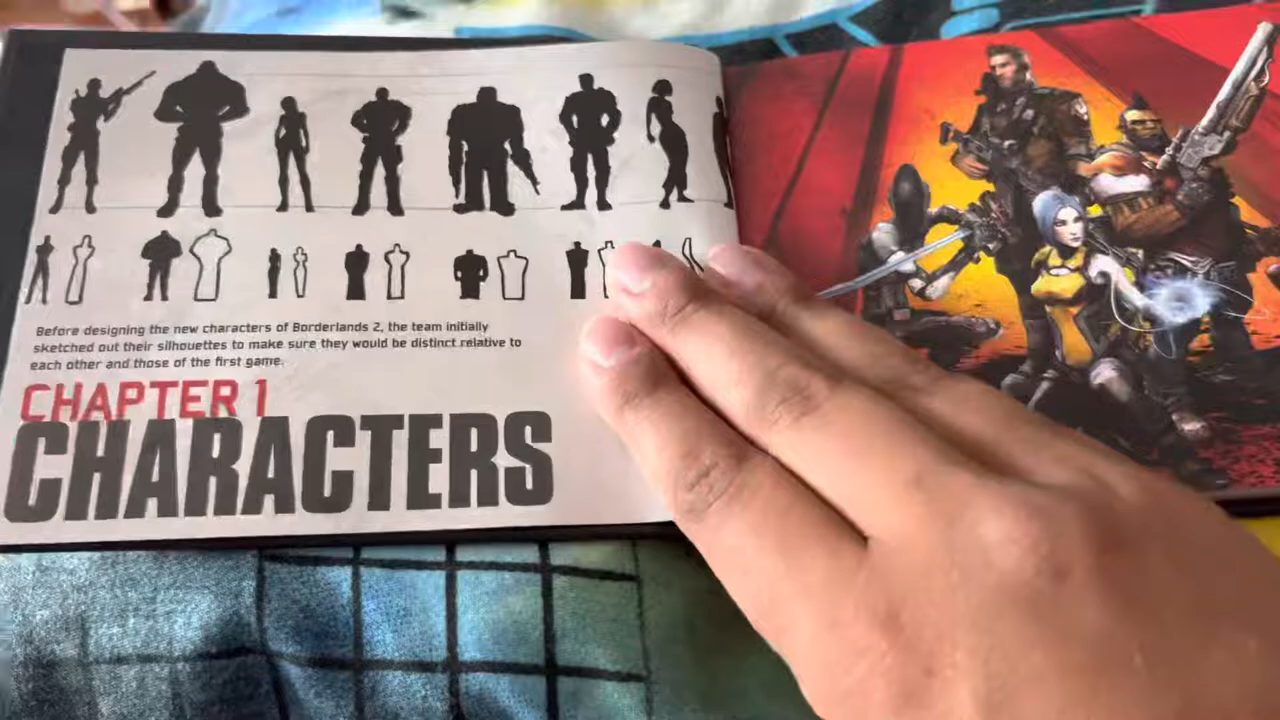 Before designing the new characters of Borderlands 2, the team initially
sketched out their silhouettes to make sure they would be distinct relative to
each other and those of the first game.
CHAPTER 1
CHARACTERS